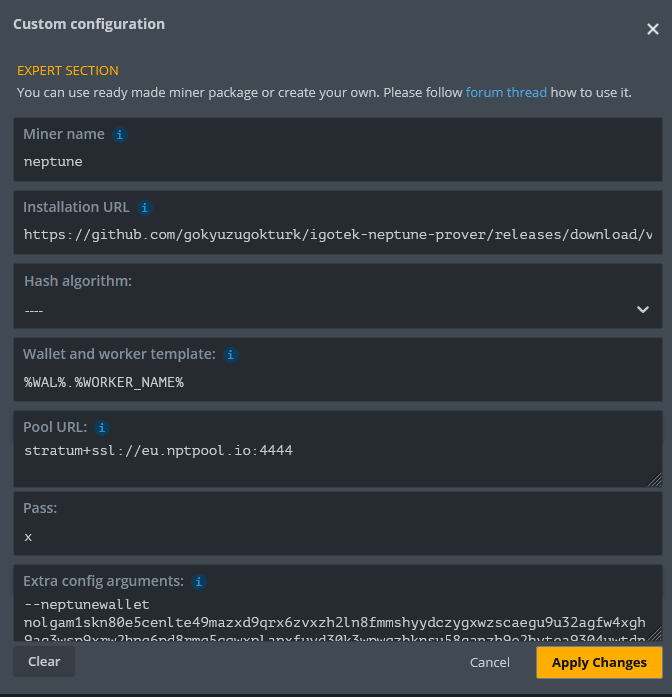 Custom configuration
EXPERT SECTION
You can use ready made miner package or create your own. Please follow forum thread how to use it.
Miner name
neptune
Installation URL
https://github.com/gokyuzugokturk/igotek-neptune-prover/releases/download/v
Hash algorithm:
----
Wallet and worker template:
%WAL%.%WORKER_NAME%
Pool URL:
stratum+ssl://eu.nptpool.io:4444
Pass:
x
Extra config arguments:
--neptunewallet
nolgam1skn80e5cenlte49mazxd9qrx6zvxzh2ln8fmmshyydczygxwzscaegu9u32agfw4xgh
Clear
Cancel
Apply Changes